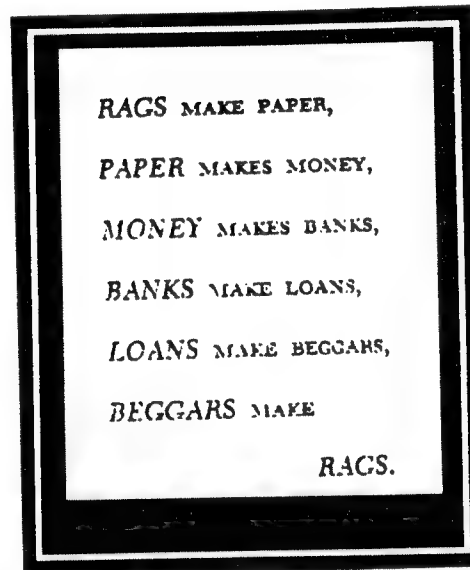 RAGS MAKE PAPER,
PAPER MAKES MONEY,
MONEY MAKES BANKS,
BANKS MAKE LOANS,
LOANS MAKE BEGGARS,
BEGGARS MAKE
RAGS.